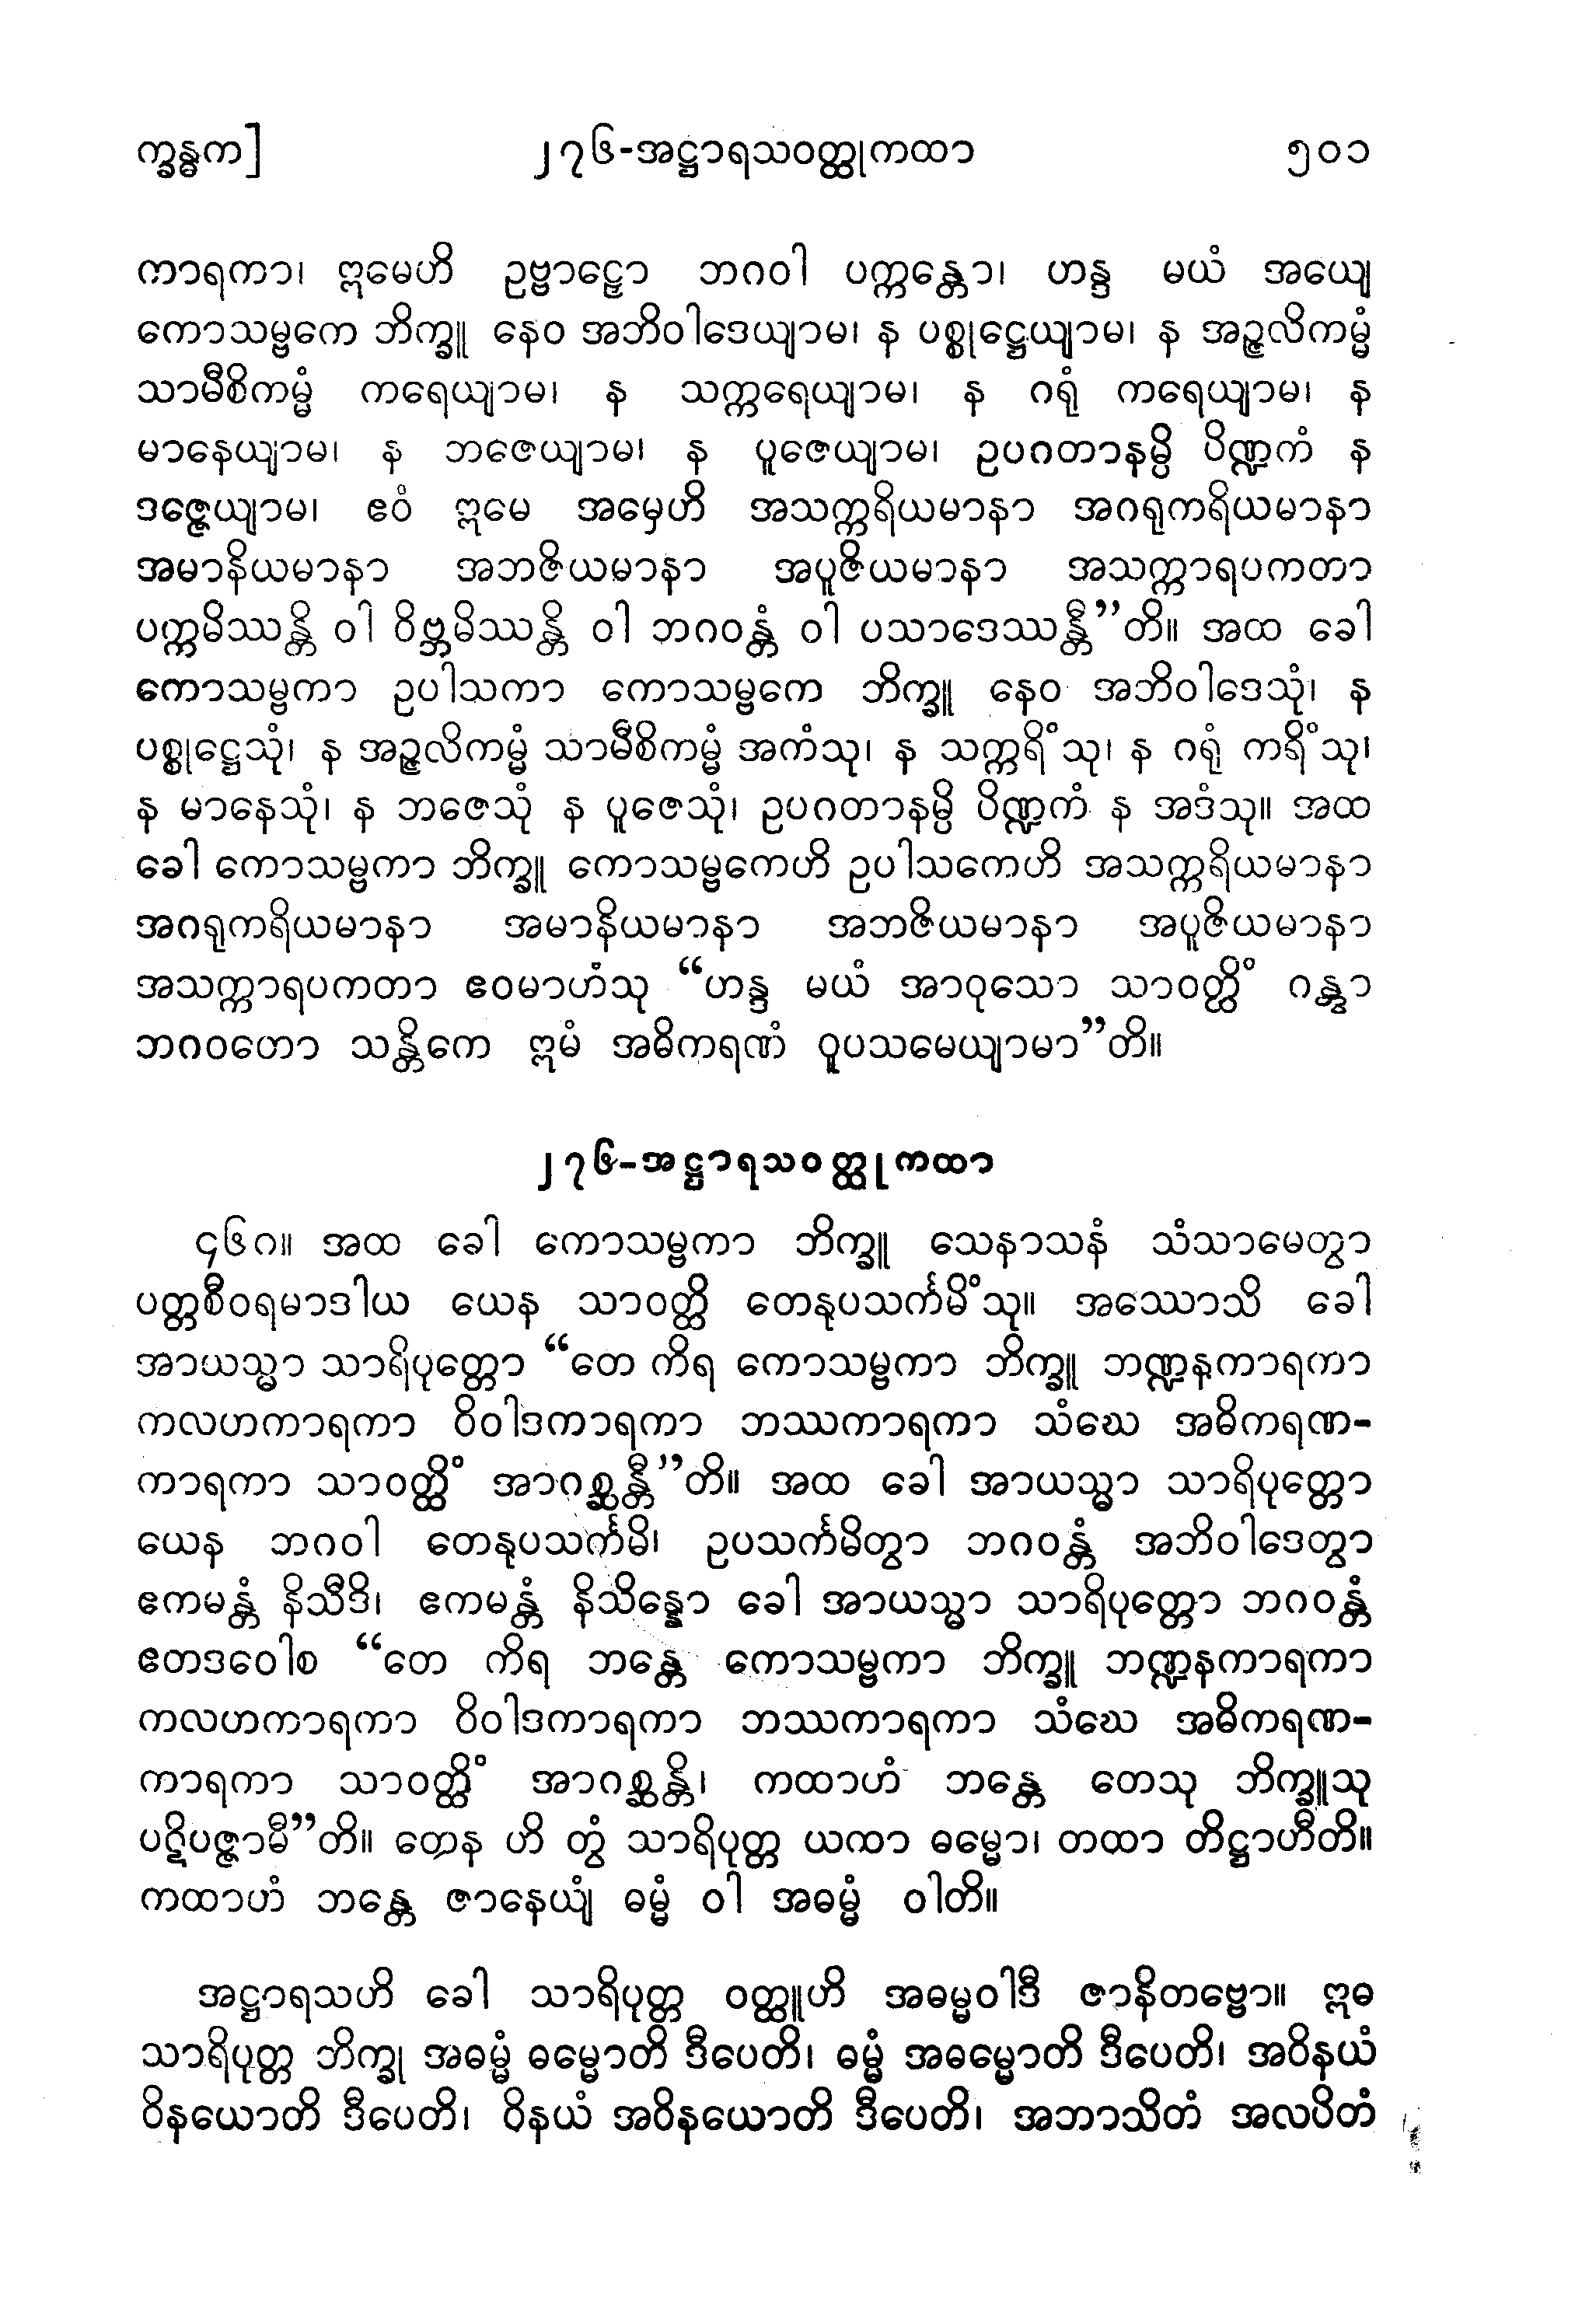 က္ခန္ဓက] ၂၇၆-အဋ္ဌာရသဝတ္ထုကထာ ၅၀၁
ကာရကာ၊ ဣမေဟိ ဥဗ္ဗာဠှော ဘဂဝါ ပက္ကန္တော၊ ဟန္ဒ မယံ အယျေ
ကောသမ္ဗကေ ဘိက္ခူ နေဝ အဘိဝါဒေယျာမ၊ န ပစ္စုဋ္ဌေယျာမ၊ န အဉ္ဇလိကမ္မံ
သာမီစိကမ္မံ ကရေယျာမ၊ န သက္ကရေယျာမ၊ န ဂရုံ ကရေယျာမ၊ န
မာနေယျာမ၊ န ဘဇေယျာမ၊ န ပူဇေယျာမ၊ ဥပဂတာနမ္ပိ ပိဏ္ဍကံ န
ဒဇ္ဇေယျာမ၊ ဧဝံ ဣမေ အမှေဟိ အသက္ကရိယမာနာ အဂရုကရိယမာနာ
အမာနိယမာနာ အဘဇိယမာနာ အပူဇိယမာနာ အသက္ကာရပကတာ
ပက္ကမိဿန္တိ ဝါ ဝိဗ္ဘမိဿန္တိ ဝါ ဘဂဝန္တံ ဝါ ပသာဒေဿန္တီ”တိ။ အထ ခေါ
ကောသမ္ဗကာ ဥပါသကာ ကောသမ္ဗကေ ဘိက္ခူ နေဝ အဘိဝါဒေသုံ၊ န
ပစ္စုဋ္ဌေသုံ၊ န အဉ္ဇလိကမ္မံ သာမီစိကမ္မံ အကံသု၊ န သက္ကရိံသု၊ န ဂရုံ ကရိံသု၊
န မာနေသုံ၊ န ဘဇေသုံ န ပူဇေသုံ၊ ဥပဂတာနမ္ပိ ပိဏ္ဍကံ န အဒံသု။ အထ
ခေါ ကောသမ္ဗကာ ဘိက္ခူ ကောသမ္ဗကေဟိ ဥပါသကေဟိ အသက္ကရိယမာနာ
အဂရုကရိယမာနာ အမာနိယမာနာ အဘဇိယမာနာ အပူဇိယမာနာ
အသက္ကာရပကတာ ဧဝမာဟံသု “ဟန္ဒ မယံ အာဝုသော သာဝတ္ထိံ ဂန္တွာ
ဘဂဝတော သန္တိကေ ဣမံ အဓိကရဏံ ဝူပသမေယျာမာ”တိ။
၂၇၆-အဋ္ဌာရသဝတ္ထုကထာ
၄၆၈။ အထ ခေါ ကောသမ္ဗကာ ဘိက္ခူ သေနာသနံ သံသာမေတွာ
ပတ္တစီဝရမာဒါယ ယေန သာဝတ္ထိ တေနုပသင်္ကမိံသု။ အဿောသိ ခေါ
အာယသ္မာ သာရိပုတ္တော “တေ ကိရ ကောသမ္ဗကာ ဘိက္ခူ ဘဏ္ဍနကာရကာ
ကလဟကာရကာ ဝိဝါဒကာရကာ ဘဿကာရကာ သံဃေ အဓိကရဏ-
ကာရကာ သာဝတ္ထိံ အာဂစ္ဆန္တီ”တိ။ အထ ခေါ အာယသ္မာ သာရိပုတ္တော
ယေန ဘဂဝါ တေနုပသင်္ကမိ၊ ဥပသင်္ကမိတွာ ဘဂဝန္တံ အဘိဝါဒေတွာ
ဧကမန္တံ နိသီဒိ၊ ဧကမန္တံ နိသိန္နော ခေါ အာယသ္မာ သာရိပုတ္တော ဘဂဝန္တံ
ဧတဒဝေါစ “တေ ကိရ ဘန္တေ ကောသမ္ဗကာ ဘိက္ခူ ဘဏ္ဍနကာရကာ
ကလဟကာရကာ ဝိဝါဒကာရကာ ဘဿကာရကာ သံဃေ အဓိကရဏ-
ကာရကာ သာဝတ္ထိံ အာဂစ္ဆန္တိ၊ ကထာဟံ ဘန္တေ တေသု ဘိက္ခူသု
ပဋိပဇ္ဇာမီ”တိ။ တေန ဟိ တွံ သာရိပုတ္တ ယထာ ဓမ္မော၊ တထာ တိဋ္ဌာဟီတိ။
ကထာဟံ ဘန္တေ ဇာနေယျံ ဓမ္မံ ဝါ အဓမ္မံ ဝါတိ။
အဋ္ဌာရသဟိ ခေါ သာရိပုတ္တ ဝတ္ထူဟိ အဓမ္မဝါဒီ ဇာနိတဗ္ဗော။ ဣဓ
သာရိပုတ္တ ဘိက္ခု အဓမ္မံ ဓမ္မောတိ ဒီပေတိ၊ ဓမ္မံ အဓမ္မောတိ ဒီပေတိ၊ အဝိနယံ
ဝိနယောတိ ဒီပေတိ၊ ဝိနယံ အဝိနယောတိ ဒီပေတိ၊ အဘာသိတံ အလပိတံ